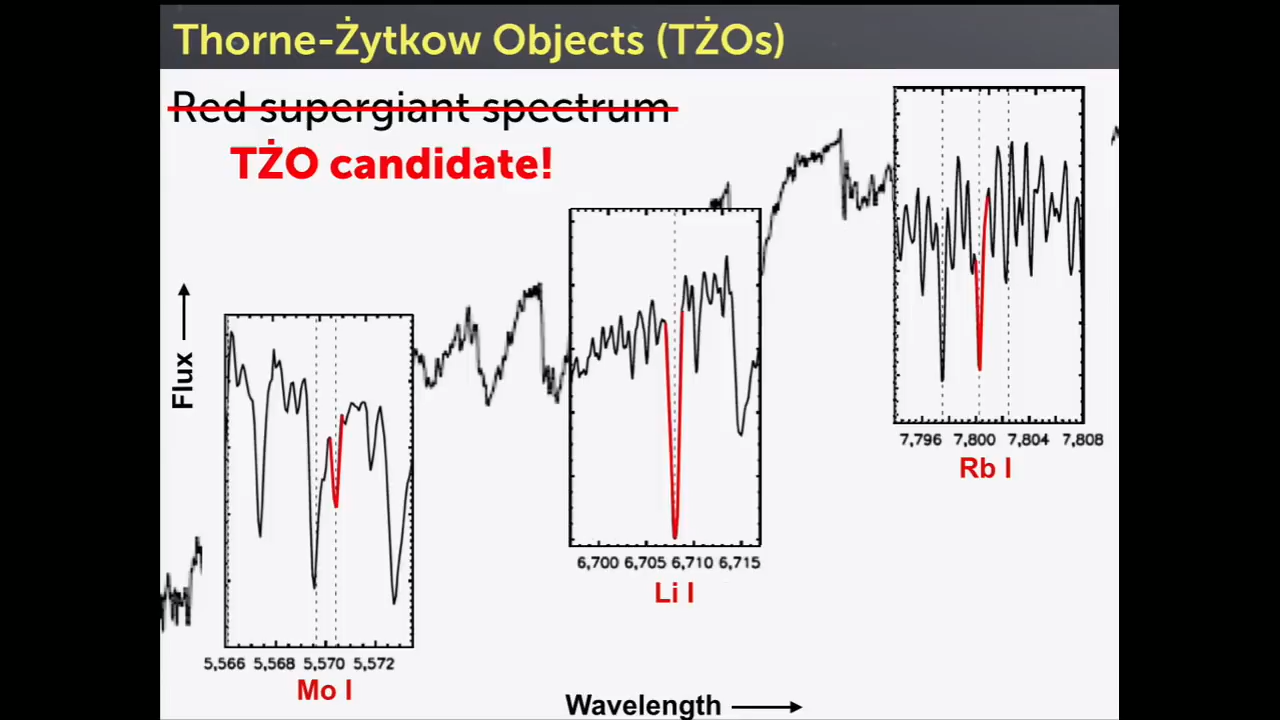 Thorne-Żytkow Objects (TŻOs)
Red supergiant spectrum
TŻO candidate!
Flux
5,566 5,568 5,570 5,572
Mo I
6,700 6,705 6,710 6,715
Li I
7,796 7,800 7,804 7,808
Rb I
Wavelength